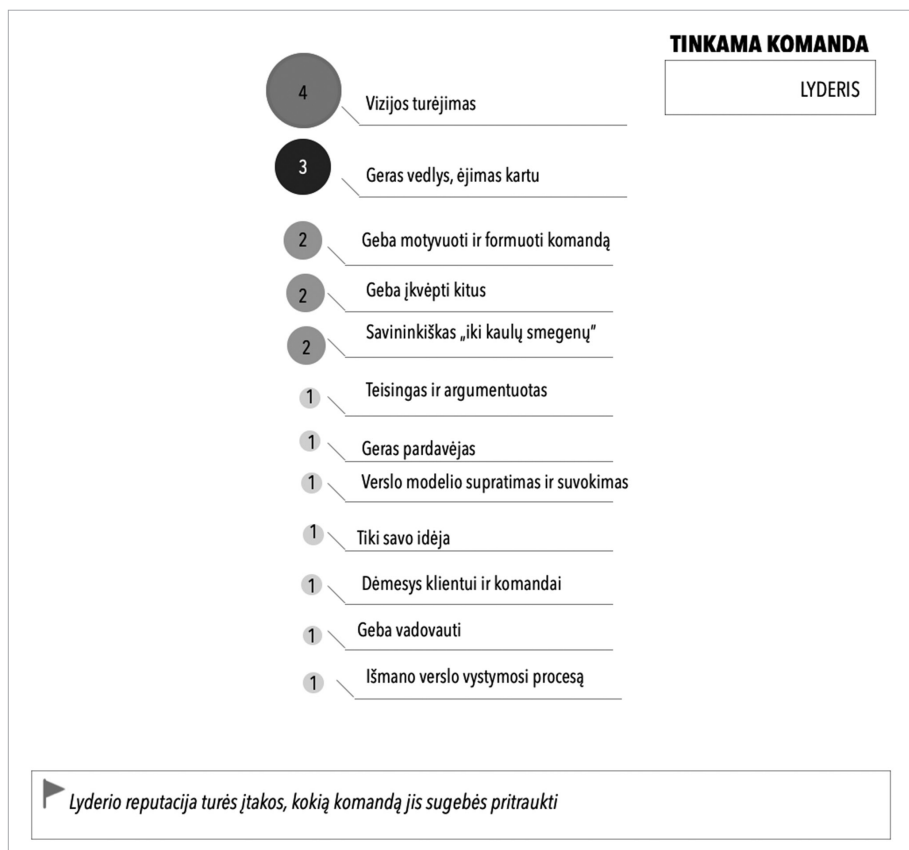 TINKAMA KOMANDA
LYDERIS
4
Vizijos turėjimas
3
Geras vedlys, ėjimas kartu
2
Geba motyvuoti ir formuoti komandą
2
Geba įkvėpti kitus
2
Savininkiškas „iki kaulų smegenų”
1
Teisingas ir argumentuotas
1
Geras pardavėjas
1
Verslo modelio supratimas ir suvokimas
1
Tiki savo idėja
1
Dėmesys klientui ir komandai
1
Geba vadovauti
1
Išmano verslo vystymosi procesą
Lyderio reputacija turės įtakos, kokią komandą jis sugebės pritraukti